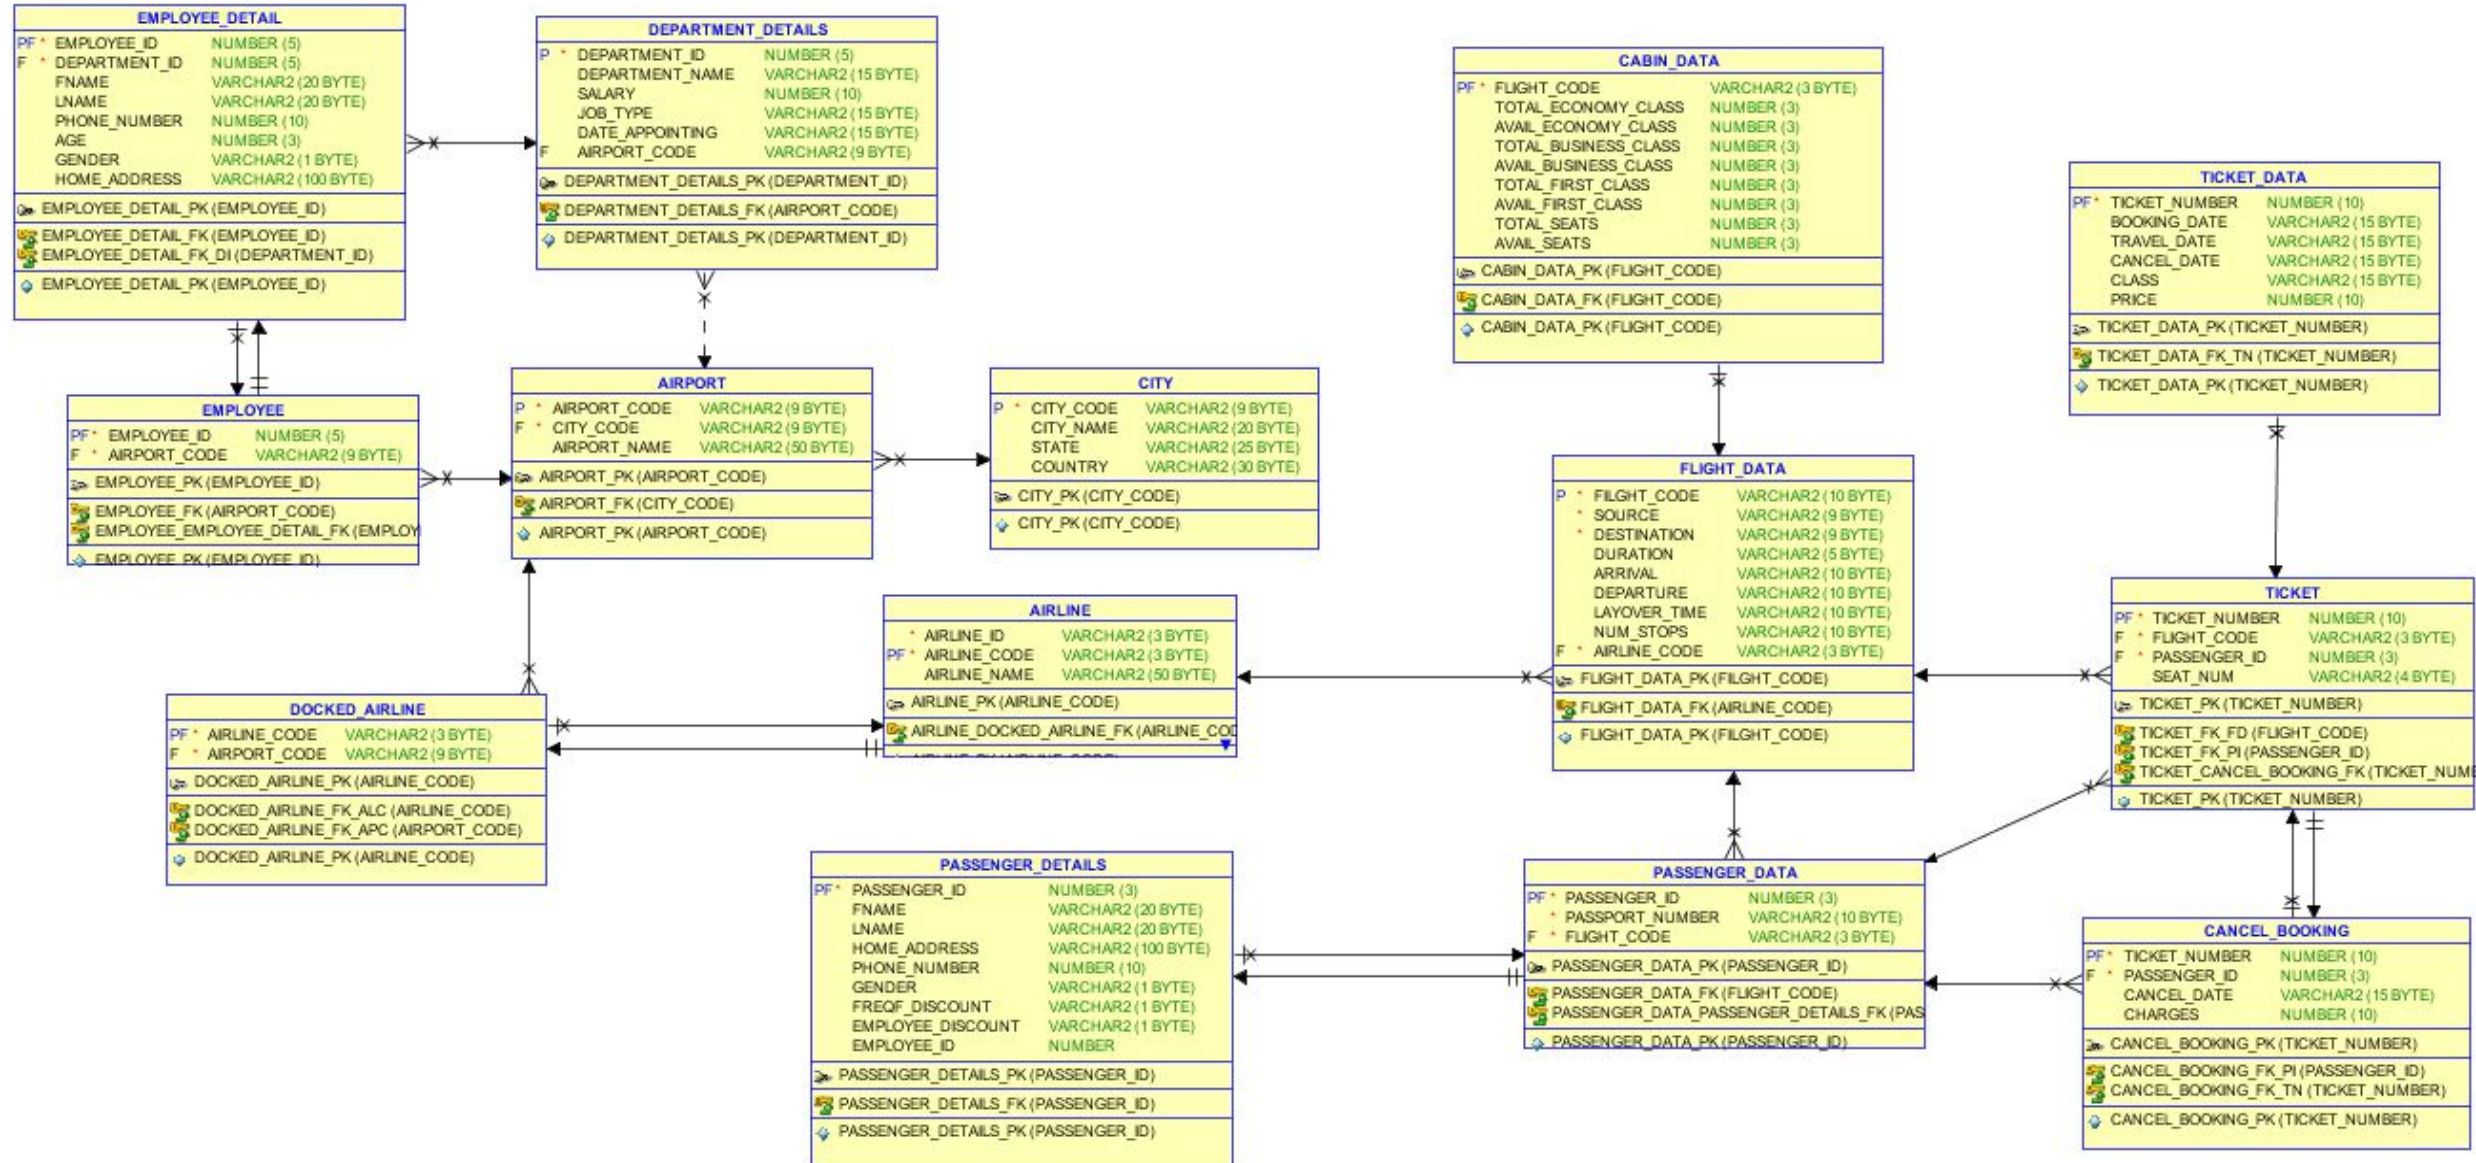 EMPLOYEE_DETAIL
PF * EMPLOYEE_ID NUMBER (5)
F * DEPARTMENT_ID NUMBER (5)
FNAME VARCHAR2 (20 BYTE)
LNAME VARCHAR2 (20 BYTE)
PHONE_NUMBER NUMBER (10)
AGE NUMBER (3)
GENDER VARCHAR2 (1 BYTE)
HOME_ADDRESS VARCHAR2 (100 BYTE)
EMPLOYEE_DETAIL_PK (EMPLOYEE_ID)
EMPLOYEE_DETAIL_FK (EMPLOYEE_ID)
EMPLOYEE_DETAIL_FK_DI (DEPARTMENT_ID)
EMPLOYEE_DETAIL_PK (EMPLOYEE_ID)
DEPARTMENT_DETAILS
P * DEPARTMENT_ID NUMBER (5)
DEPARTMENT_NAME VARCHAR2 (15 BYTE)
SALARY NUMBER (10)
JOB_TYPE VARCHAR2 (15 BYTE)
DATE_APPOINTING VARCHAR2 (15 BYTE)
F AIRPORT_CODE VARCHAR2 (9 BYTE)
DEPARTMENT_DETAILS_PK (DEPARTMENT_ID)
DEPARTMENT_DETAILS_FK (AIRPORT_CODE)
DEPARTMENT_DETAILS_PK (DEPARTMENT_ID)
CABIN_DATA
PF * FLIGHT_CODE VARCHAR2 (3 BYTE)
TOTAL_ECONOMY_CLASS NUMBER (3)
AVAIL_ECONOMY_CLASS NUMBER (3)
TOTAL_BUSINESS_CLASS NUMBER (3)
AVAIL_BUSINESS_CLASS NUMBER (3)
TOTAL_FIRST_CLASS NUMBER (3)
AVAIL_FIRST_CLASS NUMBER (3)
TOTAL_SEATS NUMBER (3)
AVAIL_SEATS NUMBER (3)
CABIN_DATA_PK (FLIGHT_CODE)
CABIN_DATA_FK (FLIGHT_CODE)
CABIN_DATA_PK (FLIGHT_CODE)
TICKET_DATA
PF * TICKET_NUMBER NUMBER (10)
BOOKING_DATE VARCHAR2 (15 BYTE)
TRAVEL_DATE VARCHAR2 (15 BYTE)
CANCEL_DATE VARCHAR2 (15 BYTE)
CLASS VARCHAR2 (15 BYTE)
PRICE NUMBER (10)
TICKET_DATA_PK (TICKET_NUMBER)
TICKET_DATA_FK_TN (TICKET_NUMBER)
TICKET_DATA_PK (TICKET_NUMBER)
EMPLOYEE
PF * EMPLOYEE_ID NUMBER (5)
F * AIRPORT_CODE VARCHAR2 (9 BYTE)
EMPLOYEE_PK (EMPLOYEE_ID)
EMPLOYEE_FK (AIRPORT_CODE)
EMPLOYEE_EMPLOYEE_DETAIL_FK (EMPLOY
EMPLOYEE_PK (EMPLOYEE_ID)
AIRPORT
P * AIRPORT_CODE VARCHAR2 (9 BYTE)
F * CITY_CODE VARCHAR2 (9 BYTE)
AIRPORT_NAME VARCHAR2 (50 BYTE)
AIRPORT_PK (AIRPORT_CODE)
AIRPORT_FK (CITY_CODE)
AIRPORT_PK (AIRPORT_CODE)
CITY
P * CITY_CODE VARCHAR2 (9 BYTE)
CITY_NAME VARCHAR2 (20 BYTE)
STATE VARCHAR2 (25 BYTE)
COUNTRY VARCHAR2 (30 BYTE)
CITY_PK (CITY_CODE)
CITY_PK (CITY_CODE)
FLIGHT_DATA
P * FILGHT_CODE VARCHAR2 (10 BYTE)
* SOURCE VARCHAR2 (9 BYTE)
* DESTINATION VARCHAR2 (9 BYTE)
DURATION VARCHAR2 (5 BYTE)
ARRIVAL VARCHAR2 (10 BYTE)
DEPARTURE VARCHAR2 (10 BYTE)
LAYOVER_TIME VARCHAR2 (10 BYTE)
NUM_STOPS VARCHAR2 (10 BYTE)
F * AIRLINE_CODE VARCHAR2 (3 BYTE)
FLIGHT_DATA_PK (FILGHT_CODE)
FLIGHT_DATA_FK (AIRLINE_CODE)
FLIGHT_DATA_PK (FILGHT_CODE)
TICKET
PF * TICKET_NUMBER NUMBER (10)
F * FLIGHT_CODE VARCHAR2 (3 BYTE)
F * PASSENGER_ID NUMBER (3)
SEAT_NUM VARCHAR2 (4 BYTE)
TICKET_PK (TICKET_NUMBER)
TICKET_FK_FD (FLIGHT_CODE)
TICKET_FK_PI (PASSENGER_ID)
TICKET_CANCEL_BOOKING_FK (TICKET_NUME
TICKET_PK (TICKET_NUMBER)
AIRLINE
* AIRLINE_ID VARCHAR2 (3 BYTE)
PF * AIRLINE_CODE VARCHAR2 (3 BYTE)
AIRLINE_NAME VARCHAR2 (50 BYTE)
AIRLINE_PK (AIRLINE_CODE)
AIRLINE_DOCKED_AIRLINE_FK (AIRLINE_COD
DOCKED_AIRLINE
PF * AIRLINE_CODE VARCHAR2 (3 BYTE)
F * AIRPORT_CODE VARCHAR2 (9 BYTE)
DOCKED_AIRLINE_PK (AIRLINE_CODE)
DOCKED_AIRLINE_FK_ALC (AIRLINE_CODE)
DOCKED_AIRLINE_FK_APC (AIRPORT_CODE)
DOCKED_AIRLINE_PK (AIRLINE_CODE)
PASSENGER_DETAILS
PF * PASSENGER_ID NUMBER (3)
FNAME VARCHAR2 (20 BYTE)
LNAME VARCHAR2 (20 BYTE)
HOME_ADDRESS VARCHAR2 (100 BYTE)
PHONE_NUMBER NUMBER (10)
GENDER VARCHAR2 (1 BYTE)
FREQF_DISCOUNT VARCHAR2 (1 BYTE)
EMPLOYEE_DISCOUNT VARCHAR2 (1 BYTE)
EMPLOYEE_ID NUMBER
PASSENGER_DETAILS_PK (PASSENGER_ID)
PASSENGER_DETAILS_FK (PASSENGER_ID)
PASSENGER_DETAILS_PK (PASSENGER_ID)
PASSENGER_DATA
PF * PASSENGER_ID NUMBER (3)
* PASSPORT_NUMBER VARCHAR2 (10 BYTE)
F * FLIGHT_CODE VARCHAR2 (3 BYTE)
PASSENGER_DATA_PK (PASSENGER_ID)
PASSENGER_DATA_FK (FLIGHT_CODE)
PASSENGER_DATA_PASSENGER_DETAILS_FK (PAS
PASSENGER_DATA_PK (PASSENGER_ID)
CANCEL_BOOKING
PF * TICKET_NUMBER NUMBER (10)
F * PASSENGER_ID NUMBER (3)
CANCEL_DATE VARCHAR2 (15 BYTE)
CHARGES NUMBER (10)
CANCEL_BOOKING_PK (TICKET_NUMBER)
CANCEL_BOOKING_FK_PI (PASSENGER_ID)
CANCEL_BOOKING_FK_TN (TICKET_NUMBER)
CANCEL_BOOKING_PK (TICKET_NUMBER)